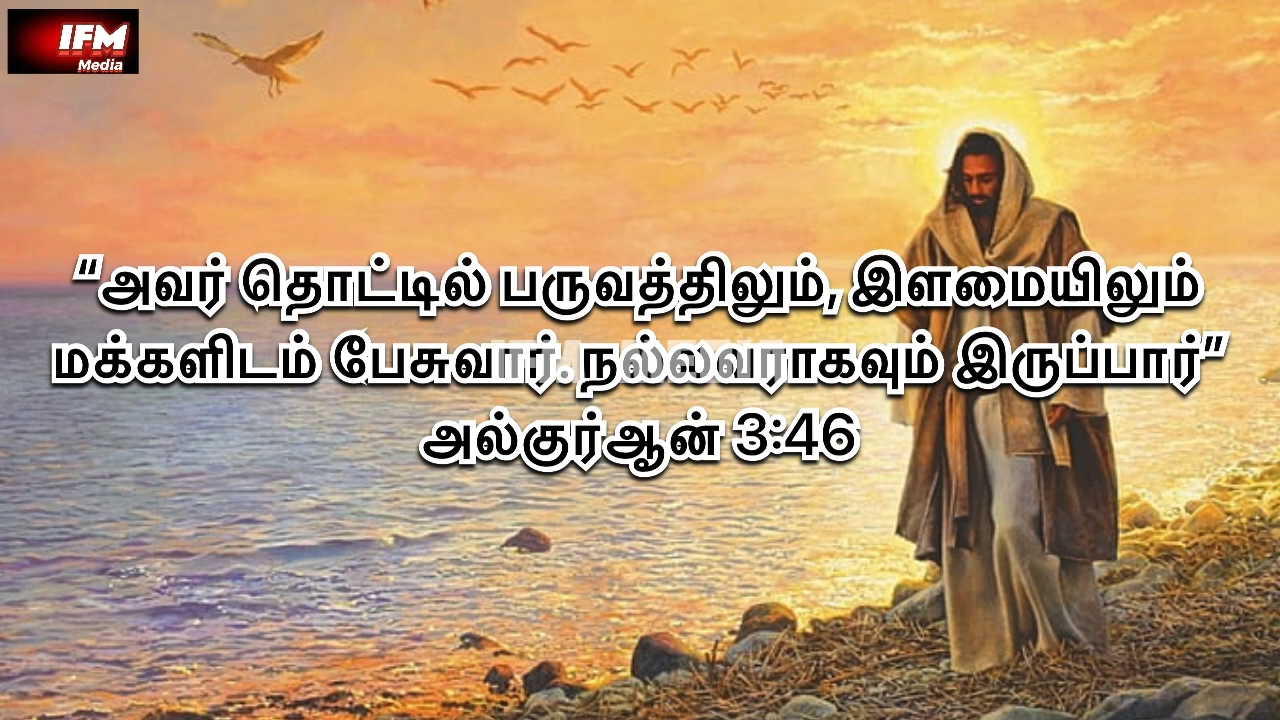 IFM
Media
“அவர் தொட்டில் பருவத்திலும், இளமையிலும்
மக்களிடம் பேசுவார். நல்லவராகவும் இருப்பார்”
அல்குர்ஆன் 3:46